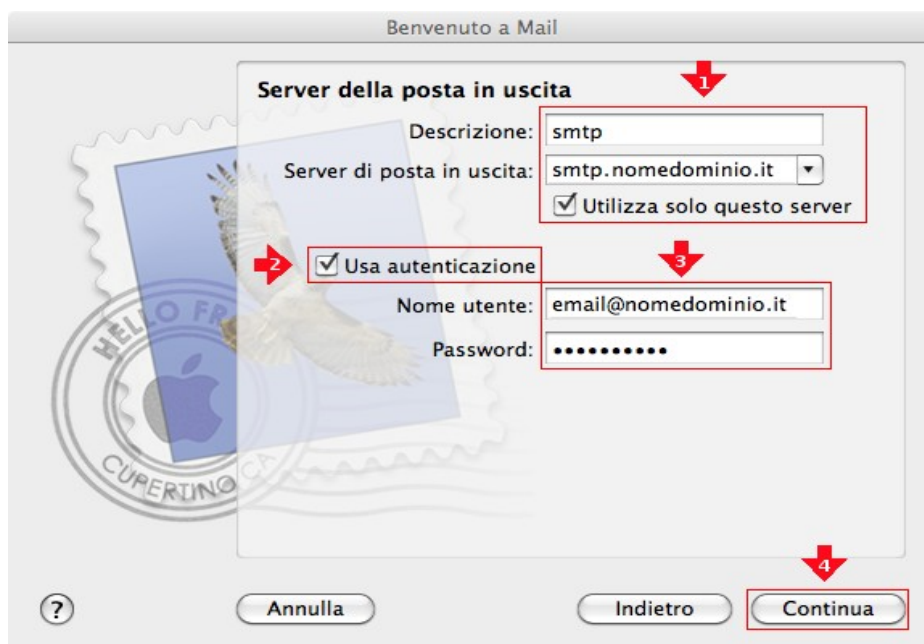 Benvenuto a Mail
1
Server della posta in uscita
Descrizione: smtp
Server di posta in uscita: smtp.nomedominio.it
Utilizza solo questo server
2 Usa autenticazione 3
Nome utente: email@nomedominio.it
Password: ••••••••••
HELLO FR
CUPERTINO CA
4
? Annulla Indietro Continua